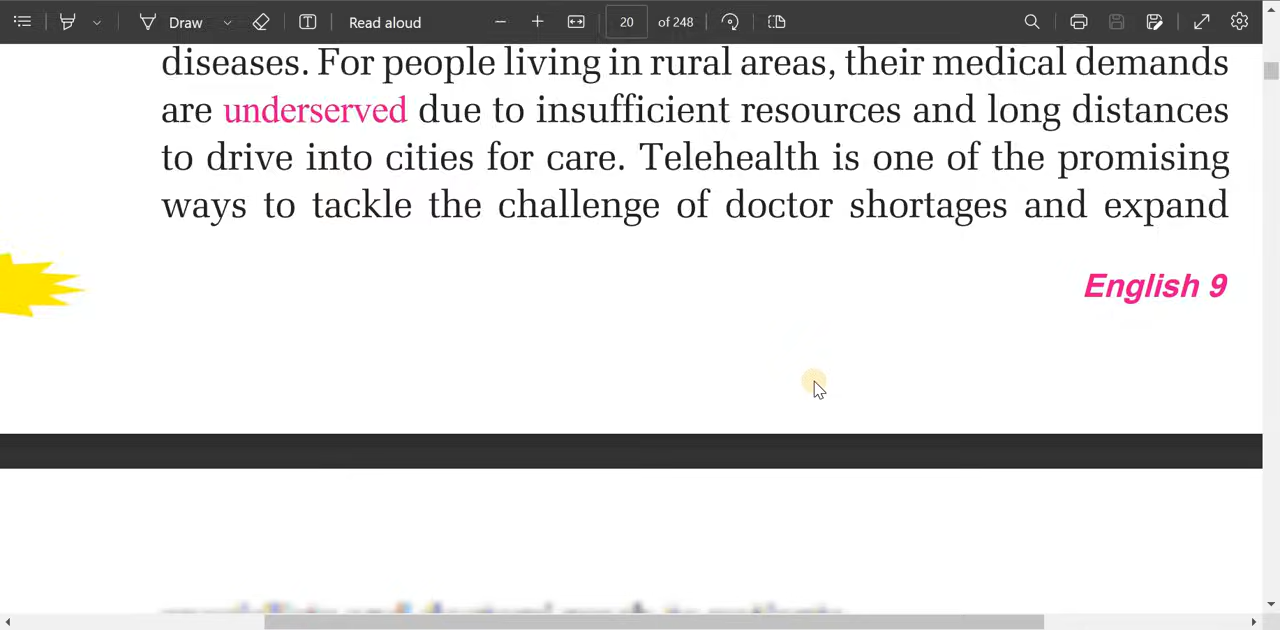 Draw
Read aloud
20
of 248
diseases. For people living in rural areas, their medical demands
are underserved due to insufficient resources and long distances
to drive into cities for care. Telehealth is one of the promising
ways to tackle the challenge of doctor shortages and expand
English 9